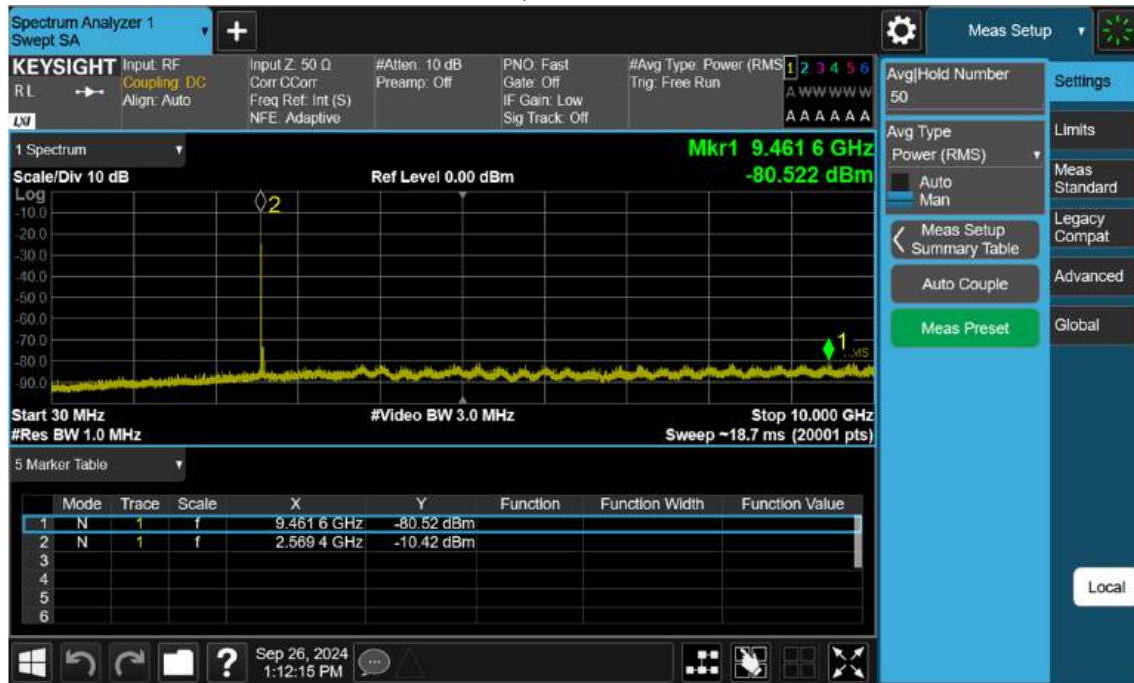 Spectrum Analyzer 1
Swept SA
+
Meas Setup
KEYSIGHT
RL
LXI
Input: RF
Coupling: DC
Align: Auto
Input Z: 50 Ω
Corr CCorr
Freq Ref: Int (S)
NFE: Adaptive
#Atten: 10 dB
Preamp: Off
PNO: Fast
Gate: Off
IF Gain: Low
Sig Track: Off
#Avg Type: Power (RMS
Trig: Free Run
1 2 3 4 5 6
A W W W W W
A A A A A A
1 Spectrum
Scale/Div 10 dB
Ref Level 0.00 dBm
Mkr1 9.461 6 GHz
-80.522 dBm
Log
-10.0
-20.0
-30.0
-40.0
-50.0
-60.0
-70.0
-80.0
-90.0
2
1
Start 30 MHz
#Video BW 3.0 MHz
Stop 10.000 GHz
#Res BW 1.0 MHz
Sweep ~18.7 ms (20001 pts)
5 Marker Table
Mode Trace Scale X Y Function Function Width Function Value
1 N 1 f 9.461 6 GHz -80.52 dBm
2 N 1 f 2.569 4 GHz -10.42 dBm
3
4
5
6
Avg|Hold Number
50
Avg Type
Power (RMS)
Auto
Man
Meas Setup
Summary Table
Auto Couple
Meas Preset
Settings
Limits
Meas
Standard
Legacy
Compat
Advanced
Global
Local
?
Sep 26, 2024
1:12:15 PM